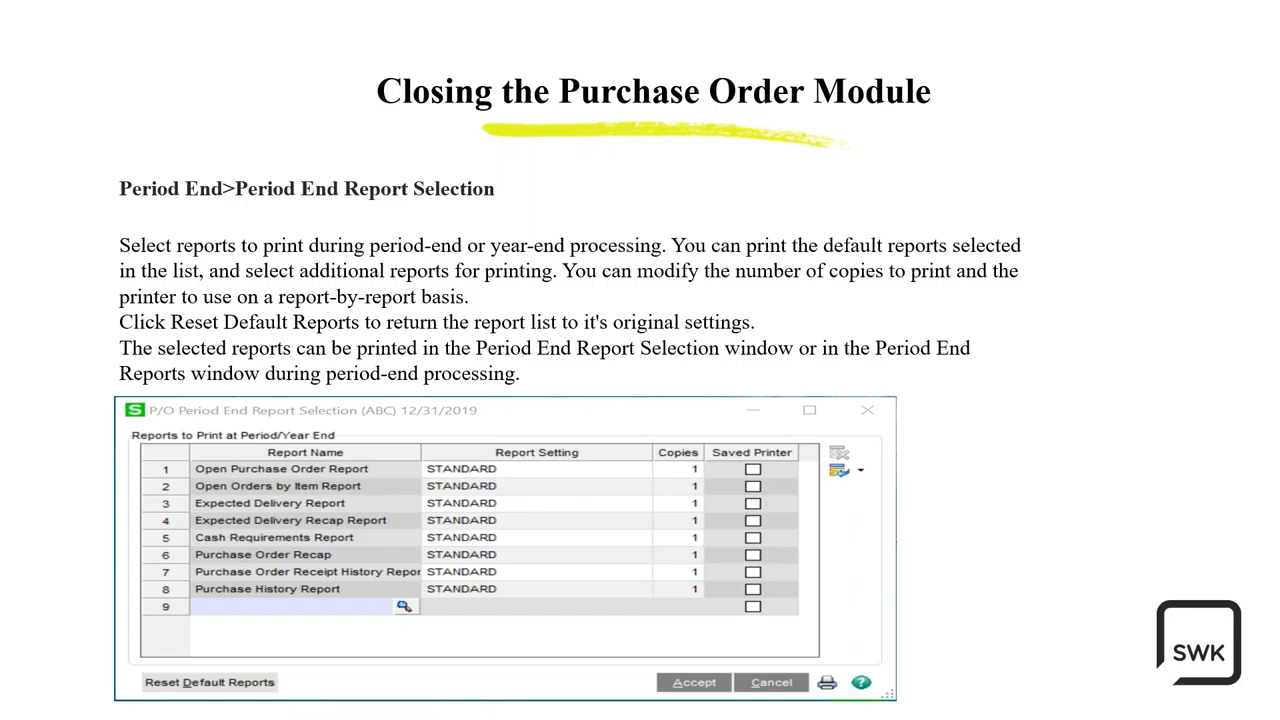 Closing the Purchase Order Module
Period End>Period End Report Selection
Select reports to print during period-end or year-end processing. You can print the default reports selected
in the list, and select additional reports for printing. You can modify the number of copies to print and the
printer to use on a report-by-report basis.
Click Reset Default Reports to return the report list to it's original settings.
The selected reports can be printed in the Period End Report Selection window or in the Period End
Reports window during period-end processing.
S P/O Period End Report Selection (ABC) 12/31/2019
Reports to Print at Period/Year End
Report Name Report Setting Copies Saved Printer
1 Open Purchase Order Report STANDARD 1
2 Open Orders by Item Report STANDARD 1
3 Expected Delivery Report STANDARD 1
4 Expected Delivery Recap Report STANDARD 1
5 Cash Requirements Report STANDARD 1
6 Purchase Order Recap STANDARD 1
7 Purchase Order Receipt History Repor STANDARD 1
8 Purchase History Report STANDARD 1
9
Reset Default Reports Accept Cancel ?
SWK